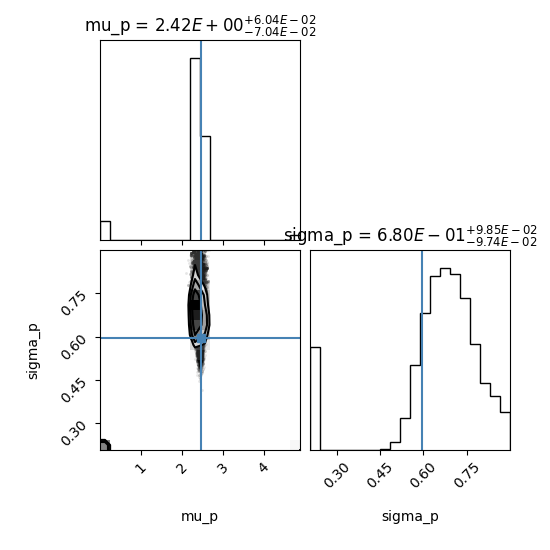 mu_p = 2.42E + 00+6.04E−02 −7.04E−02
sigma_p = 6.80E − 01+9.85E−02 −9.74E−02
sigma_p
0.75
0.60
0.45
0.30
1 2 3 4
mu_p
0.30 0.45 0.60 0.75
sigma_p